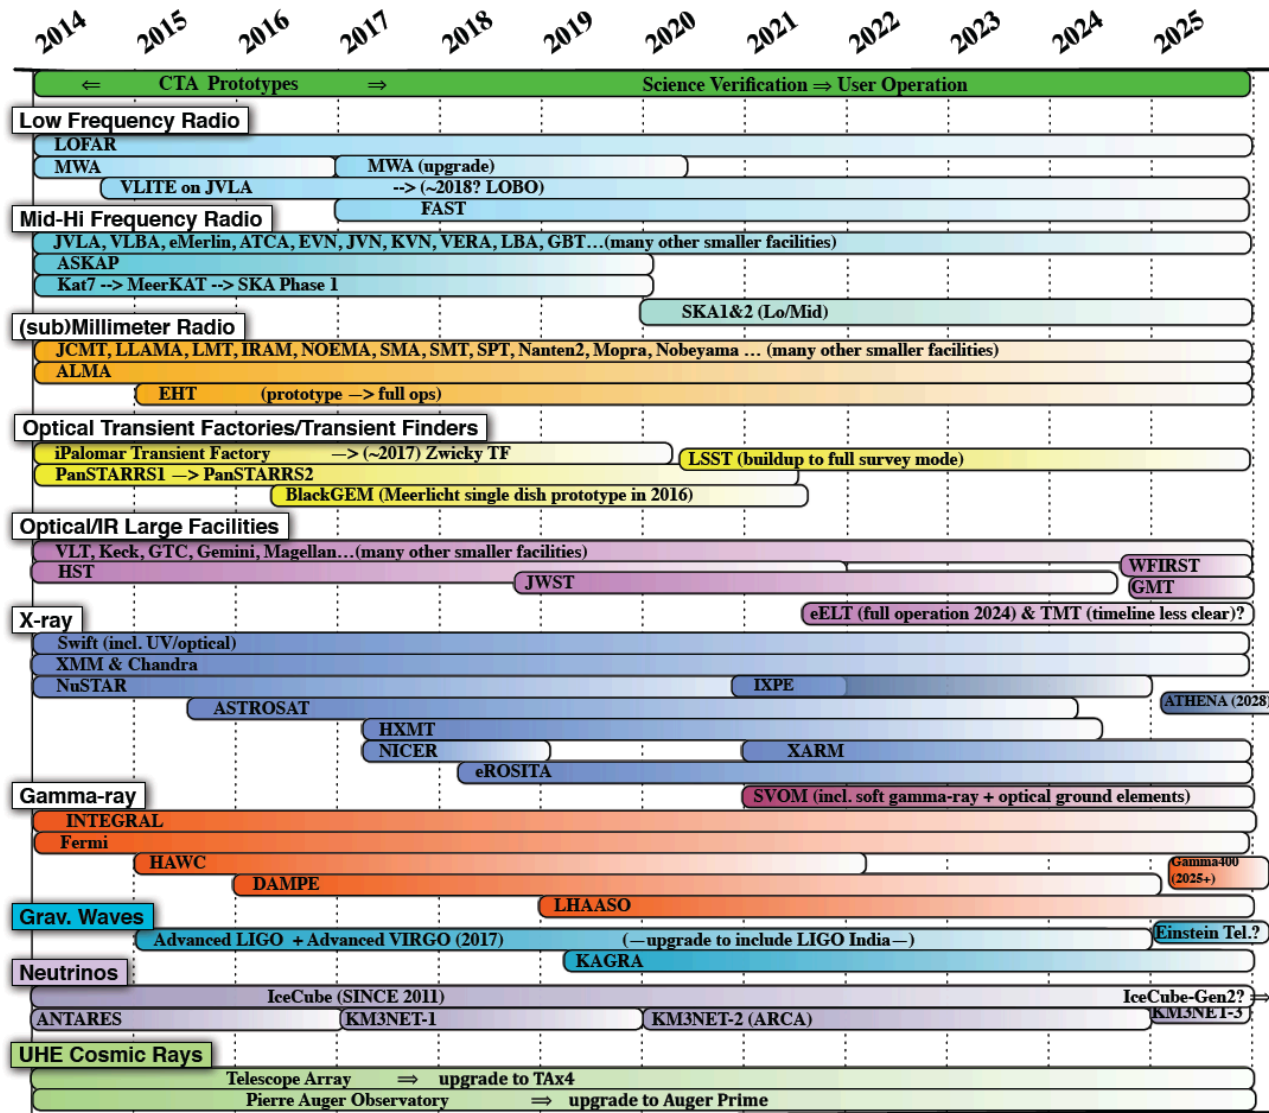 2014 2015 2016 2017 2018 2019 2020 2021 2022 2023 2024 2025
⇐ CTA Prototypes ⇒ Science Verification ⇒ User Operation
Low Frequency Radio
LOFAR
MWA MWA (upgrade)
VLITE on JVLA --> (~2018? LOBO)
FAST
Mid-Hi Frequency Radio
JVLA, VLBA, eMerlin, ATCA, EVN, JVN, KVN, VERA, LBA, GBT...(many other smaller facilities)
ASKAP
Kat7 --> MeerKAT --> SKA Phase 1
SKA1&2 (Lo/Mid)
(sub)Millimeter Radio
JCMT, LLAMA, LMT, IRAM, NOEMA, SMA, SMT, SPT, Nanten2, Mopra, Nobeyama ... (many other smaller facilities)
ALMA
EHT (prototype —> full ops)
Optical Transient Factories/Transient Finders
iPalomar Transient Factory —> (~2017) Zwicky TF
LSST (buildup to full survey mode)
PanSTARRS1 —> PanSTARRS2
BlackGEM (Meerlicht single dish prototype in 2016)
Optical/IR Large Facilities
VLT, Keck, GTC, Gemini, Magellan...(many other smaller facilities)
HST
WFIRST
JWST
GMT
eELT (full operation 2024) & TMT (timeline less clear)?
X-ray
Swift (incl. UV/optical)
XMM & Chandra
NuSTAR IXPE
ATHENA (2028)
ASTROSAT
HXMT
NICER XARM
eROSITA
Gamma-ray
SVOM (incl. soft gamma-ray + optical ground elements)
INTEGRAL
Fermi
HAWC
Gamma400
(2025+)
DAMPE
LHAASO
Grav. Waves
Advanced LIGO + Advanced VIRGO (2017) (—upgrade to include LIGO India—)
Einstein Tel.?
KAGRA
Neutrinos
IceCube (SINCE 2011) IceCube-Gen2? ⇒
ANTARES KM3NET-1 KM3NET-2 (ARCA) KM3NET-3
UHE Cosmic Rays
Telescope Array ⇒ upgrade to TAx4
Pierre Auger Observatory ⇒ upgrade to Auger Prime